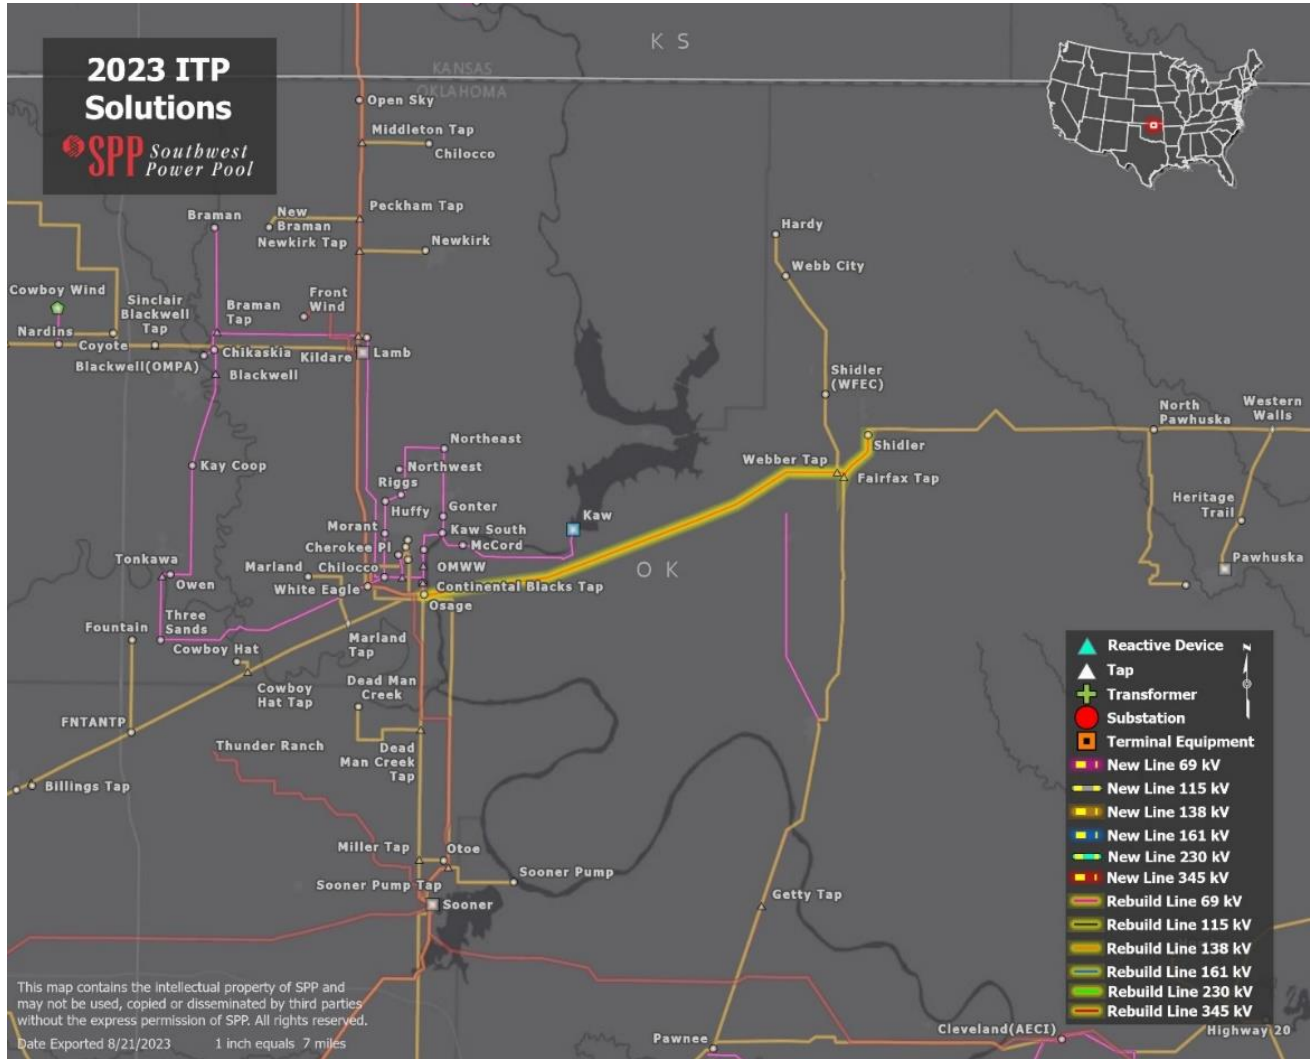 2023 ITP
Solutions
SPP Southwest
Power Pool
K S
KANSAS
OKLAHOMA
Open Sky
Middleton Tap
Chilocco
Braman
New
Braman
Peckham Tap
Newkirk Tap
Newkirk
Hardy
Webb City
Cowboy Wind
Sinclair
Blackwell
Tap
Braman
Tap
Front
Wind
Nardins
Coyote
Chikaskia
Kildare
Lamb
Blackwell(OMPA)
Blackwell
Shidler
(WFEC)
North
Pawhuska
Western
Walls
Northeast
Shidler
Kay Coop
Northwest
Webber Tap
Fairfax Tap
Riggs
Huffy
Gonter
Heritage
Trail
Morant
Kaw South
Kaw
Cherokee Pl
McCord
Tonkawa
Marland
Chilocco
OMWW
O K
Pawhuska
Owen
White Eagle
Continental Blacks Tap
Osage
Fountain
Three
Sands
Marland
Tap
Cowboy Hat
Cowboy
Hat Tap
Dead Man
Creek
FNTANTP
Thunder Ranch
Dead
Man Creek
Tap
Billings Tap
Miller Tap
Otoe
Sooner Pump
Sooner Pump Tap
Sooner
Getty Tap
Pawnee
Cleveland(AECI)
Highway 20
Reactive Device
N
Tap
Transformer
Substation
Terminal Equipment
New Line 69 kV
New Line 115 kV
New Line 138 kV
New Line 161 kV
New Line 230 kV
New Line 345 kV
Rebuild Line 69 kV
Rebuild Line 115 kV
Rebuild Line 138 kV
Rebuild Line 161 kV
Rebuild Line 230 kV
Rebuild Line 345 kV
This map contains the intellectual property of SPP and
may not be used, copied or disseminated by third parties
without the express permission of SPP. All rights reserved.
Date Exported 8/21/2023 1 inch equals 7 miles